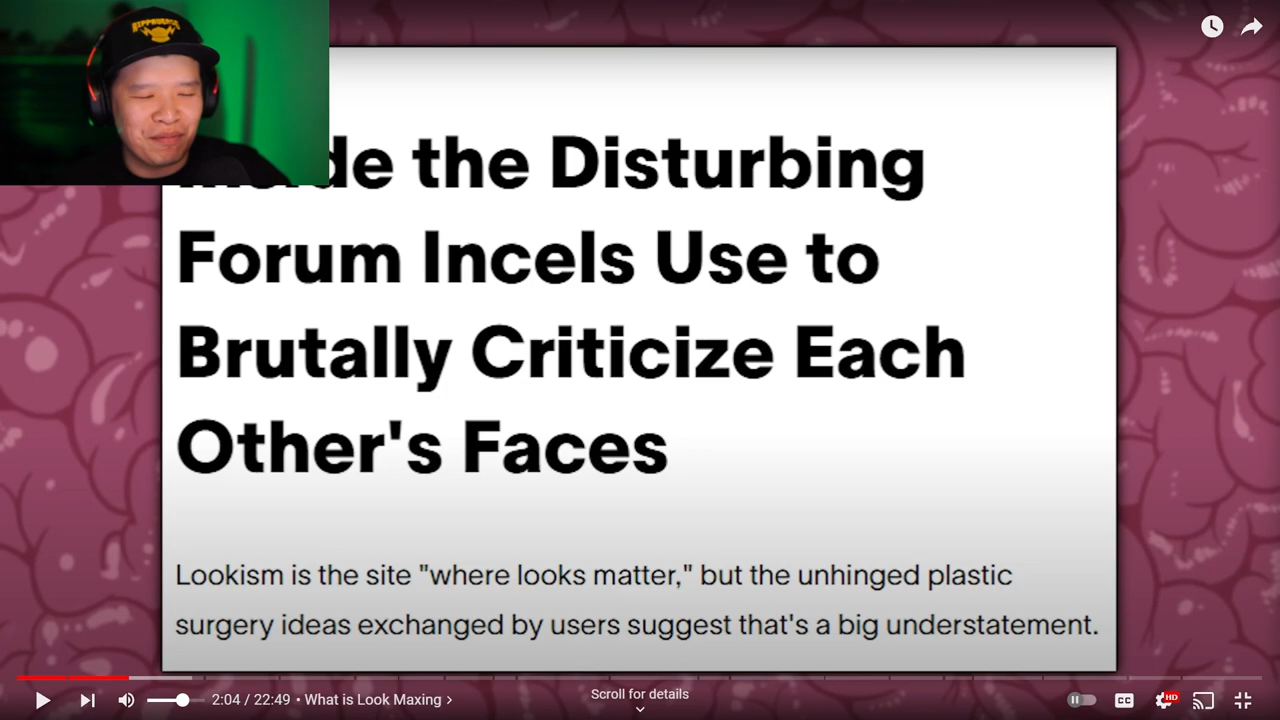 de the Disturbing
Forum Incels Use to
Brutally Criticize Each
Other's Faces
Lookism is the site "where looks matter," but the unhinged plastic
surgery ideas exchanged by users suggest that's a big understatement.
Scroll for details
2:04 / 22:49 • What is Look Maxing >
CC
HD